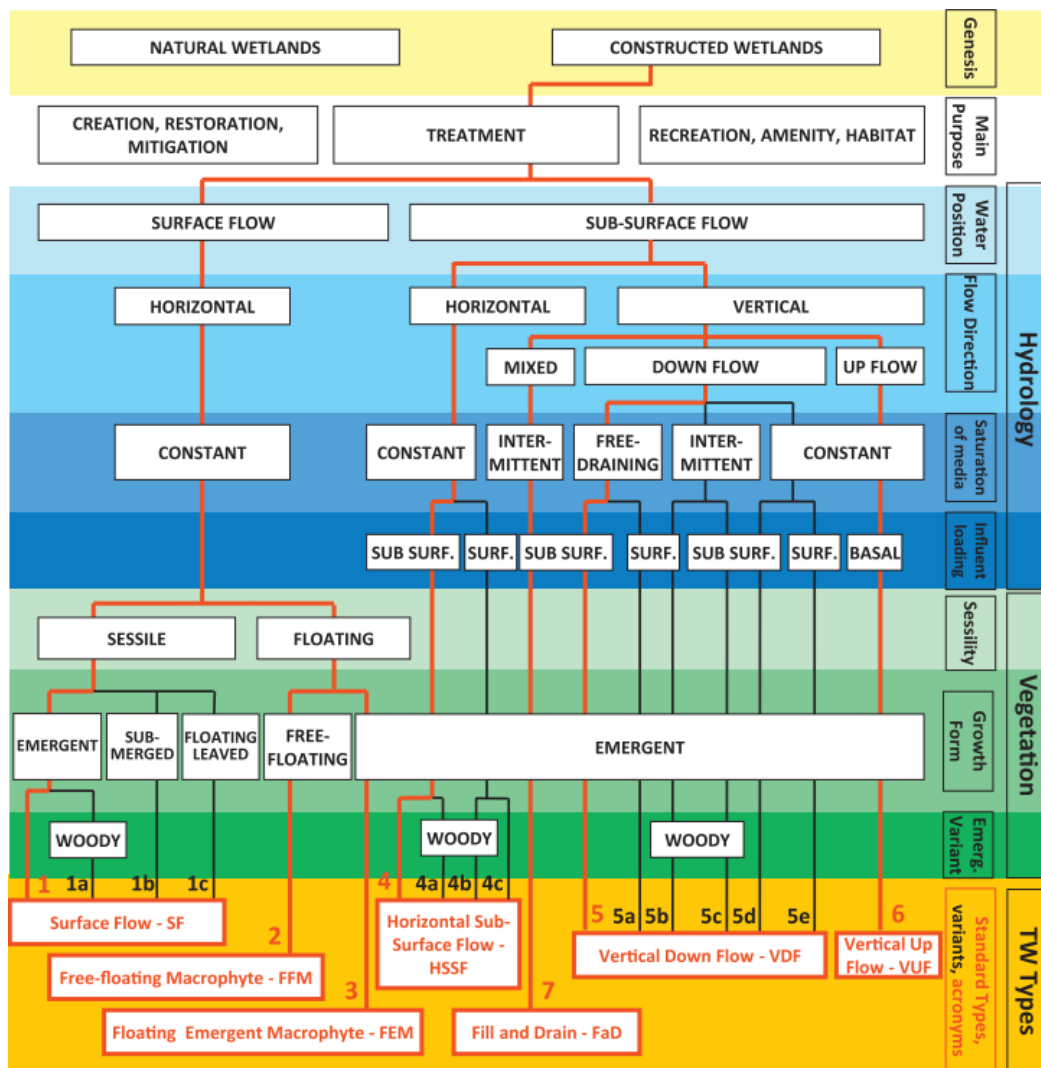 NATURAL WETLANDS
CONSTRUCTED WETLANDS
Genesis
CREATION, RESTORATION,
MITIGATION
TREATMENT
RECREATION, AMENITY, HABITAT
Main
Purpose
SURFACE FLOW
SUB-SURFACE FLOW
Water
Position
HORIZONTAL
HORIZONTAL
VERTICAL
MIXED
DOWN FLOW
UP FLOW
Flow Direction
Hydrology
CONSTANT
CONSTANT
INTER-
MITTENT
FREE-
DRAINING
INTER-
MITTENT
CONSTANT
Saturation
of media
SUB SURF.
SURF.
SUB SURF.
SURF.
SUB SURF.
SURF.
BASAL
Influent
loading
SESSILE
FLOATING
Sessility
Vegetation
EMERGENT
SUB-
MERGED
FLOATING
LEAVED
FREE-
FLOATING
EMERGENT
Growth
Form
WOODY
WOODY
WOODY
Emerg.
Variant
1
1a
1b
1c
4
4a
4b
4c
5
5a
5b
5c
5d
5e
6
Surface Flow - SF
2
Horizontal Sub-
Surface Flow -
HSSF
Vertical Down Flow - VDF
Vertical Up
Flow - VUF
Free-floating Macrophyte - FFM
3
7
Floating Emergent Macrophyte - FEM
Fill and Drain - FaD
Standard Types,
variants, acronyms
TW Types